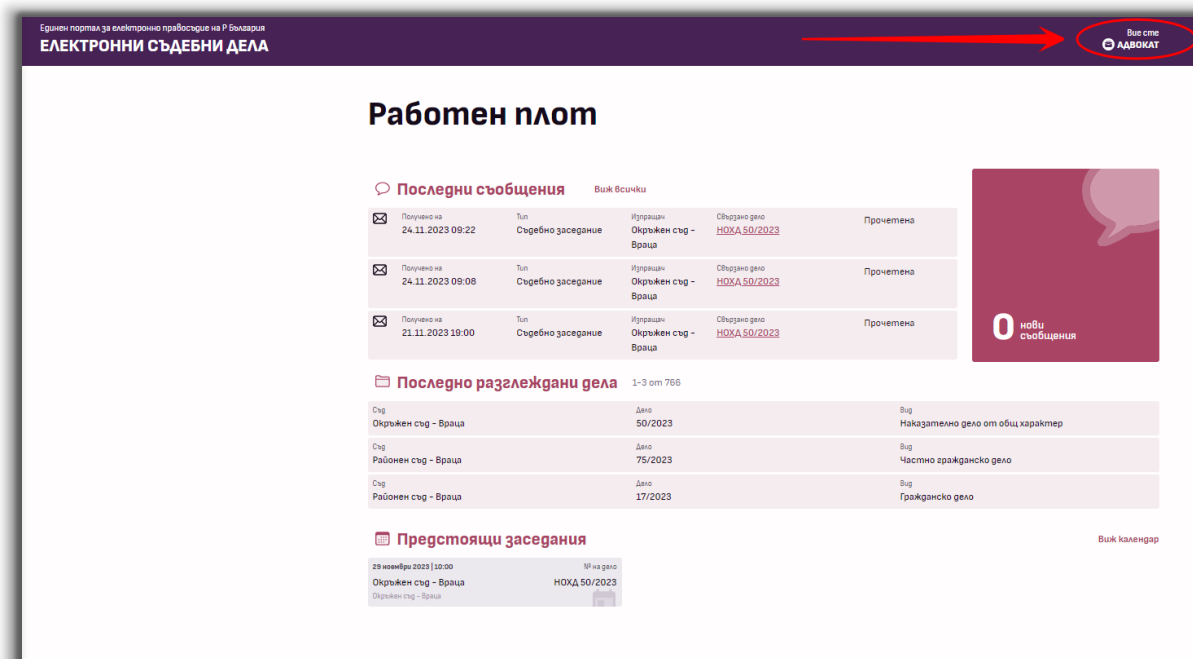 Единен портал за електронно правосъдие на Р България
ЕЛЕКТРОННИ СЪДЕБНИ ДЕЛА
Вие сте
АДВОКАТ
Работен плот
Последни съобщения Виж всички
Получено на Тип Изпращач Свързано дело Прочетена
24.11.2023 09:22 Съдебно заседание Окръжен съд – НОХД 50/2023
Враца
Получено на Тип Изпращач Свързано дело Прочетена
24.11.2023 09:08 Съдебно заседание Окръжен съд – НОХД 50/2023
Враца
Получено на Тип Изпращач Свързано дело Прочетена
21.11.2023 19:00 Съдебно заседание Окръжен съд – НОХД 50/2023
Враца
0 нови
съобщения
Последно разглеждани дела 1-3 от 766
Съд Дело Вид
Окръжен съд – Враца 50/2023 Наказателно дело от общ характер
Съд Дело Вид
Районен съд – Враца 75/2023 Частно гражданско дело
Съд Дело Вид
Районен съд – Враца 17/2023 Гражданско дело
Предстоящи заседания Виж календар
29 ноември 2023 | 10:00 № на дело
Окръжен съд – Враца НОХД 50/2023
Окръжен съд – Враца